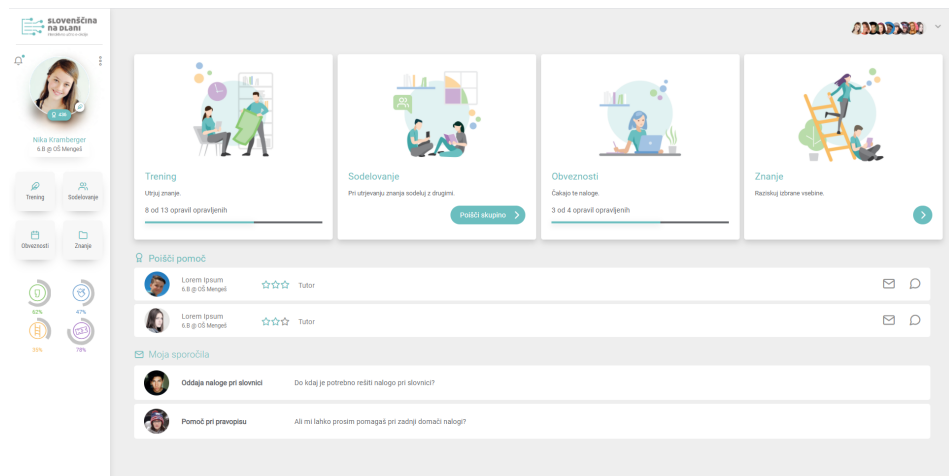 SLOVENŠČINA
NA DLANI
Nika Kramberger
6.B @ OŠ Mengeš
Trening
Sodelovanje
Obveznosti
Znanje
62%
47%
78%
Trening
Utrjuj znanje.
8 od 13 opravil opravljenih
Sodelovanje
Pri utrjevanju znanja sodeluj z drugimi.
Poišči skupino
Obveznosti
Čakajo te naloge.
3 od 4 opravil opravljenih
Znanje
Raziskuj izbrane vsebine.
Poišči pomoč
Lorem Ipsum
6.B @ OŠ Mengeš
Tutor
Lorem Ipsum
6.B @ OŠ Mengeš
Tutor
Moja sporočila
Oddaja naloge pri slovnici
Do kdaj je potrebno rešiti nalogo pri slovnici?
Pomoč pri pravopisu
Ali mi lahko prosim pomagaš pri zadnji domači nalogi?